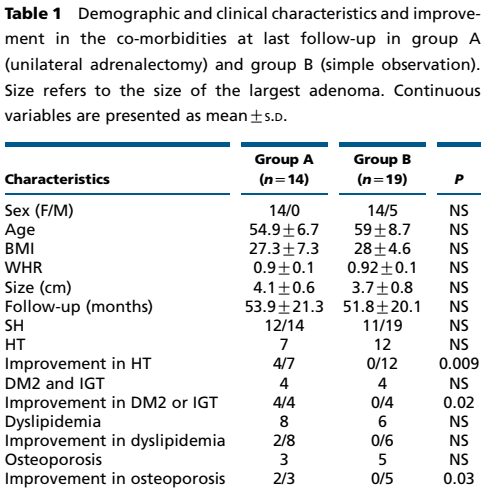 Table 1 Demographic and clinical characteristics and improve-
ment in the co-morbidities at last follow-up in group A
(unilateral adrenalectomy) and group B (simple observation).
Size refers to the size of the largest adenoma. Continuous
variables are presented as mean±S.D.
Group A Group B
Characteristics (n=14) (n=19) P
Sex (F/M) 14/0 14/5 NS
Age 54.9±6.7 59±8.7 NS
BMI 27.3±7.3 28±4.6 NS
WHR 0.9±0.1 0.92±0.1 NS
Size (cm) 4.1±0.6 3.7±0.8 NS
Follow-up (months) 53.9±21.3 51.8±20.1 NS
SH 12/14 11/19 NS
HT 7 12 NS
Improvement in HT 4/7 0/12 0.009
DM2 and IGT 4 4 NS
Improvement in DM2 or IGT 4/4 0/4 0.02
Dyslipidemia 8 6 NS
Improvement in dyslipidemia 2/8 0/6 NS
Osteoporosis 3 5 NS
Improvement in osteoporosis 2/3 0/5 0.03